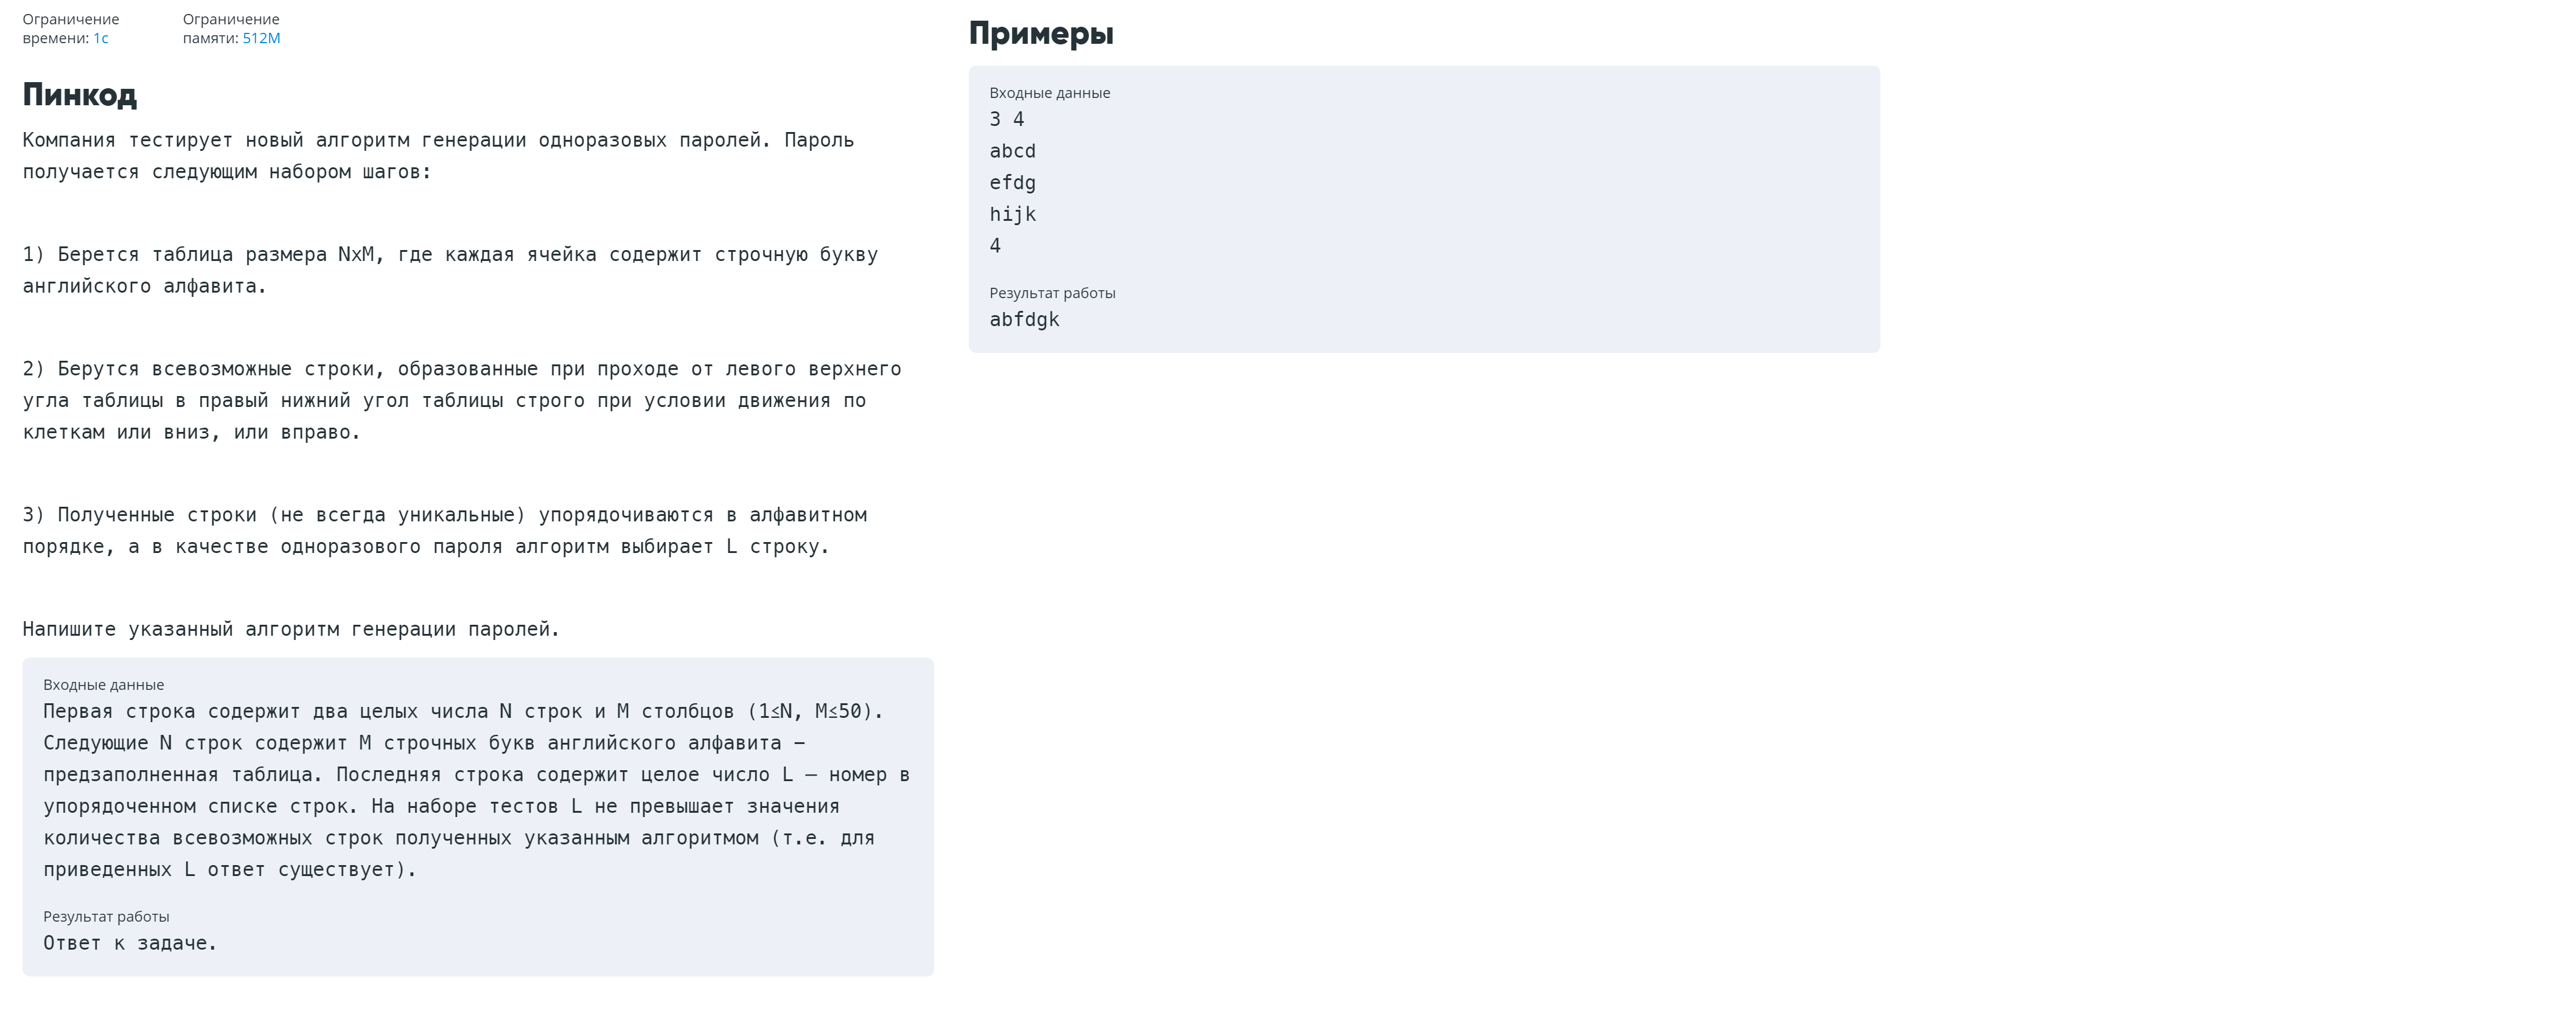 Ограничение
времени: 1с
Ограничение
памяти: 512M
Пинкод
Компания тестирует новый алгоритм генерации одноразовых паролей. Пароль
получается следующим набором шагов:
1) Берется таблица размера NxM, где каждая ячейка содержит строчную букву
английского алфавита.
2) Берутся всевозможные строки, образованные при проходе от левого верхнего
угла таблицы в правый нижний угол таблицы строго при условии движения по
клеткам или вниз, или вправо.
3) Полученные строки (не всегда уникальные) упорядочиваются в алфавитном
порядке, а в качестве одноразового пароля алгоритм выбирает L строку.
Напишите указанный алгоритм генерации паролей.
Входные данные
Первая строка содержит два целых числа N строк и M столбцов (1≤N, M≤50).
Следующие N строк содержит M строчных букв английского алфавита –
предзаполненная таблица. Последняя строка содержит целое число L – номер в
упорядоченном списке строк. На наборе тестов L не превышает значения
количества всевозможных строк полученных указанным алгоритмом (т.е. для
приведенных L ответ существует).
Результат работы
Ответ к задаче.
Примеры
Входные данные
3 4
abcd
efdg
hijk
4
Результат работы
abfdgk